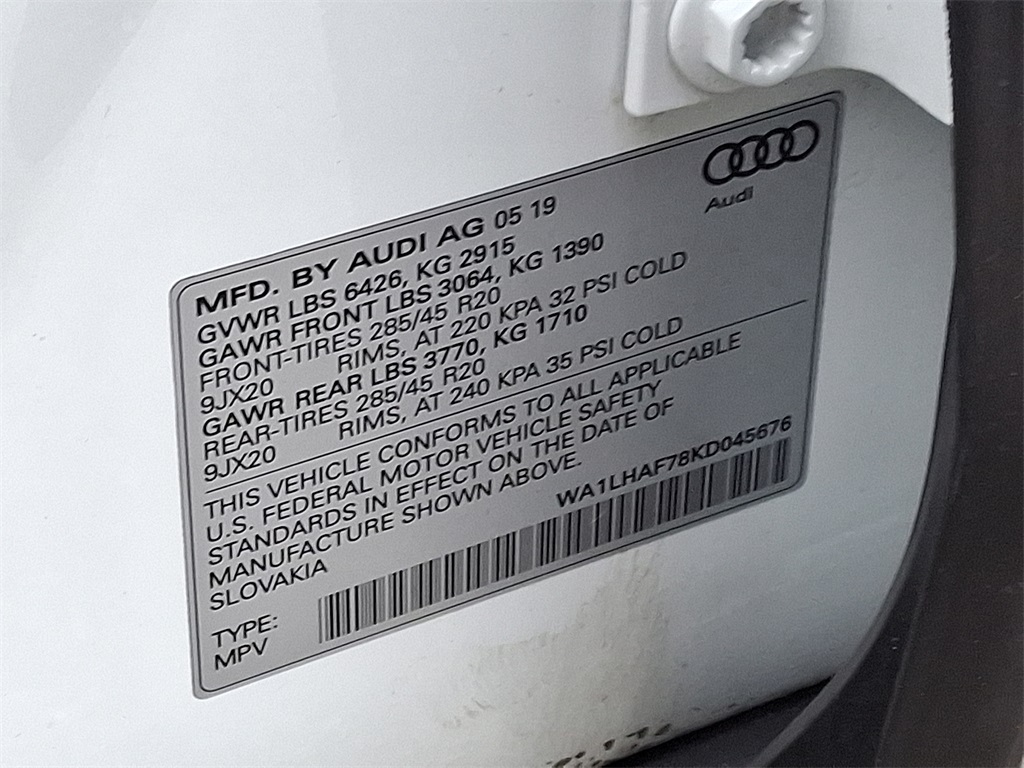 Audi
MFD. BY AUDI AG 05 19
GVWR LBS 6426, KG 2915
GAWR FRONT LBS 3064, KG 1390
FRONT-TIRES 285/45 R20
9JX20 RIMS, AT 220 KPA 32 PSI COLD
GAWR REAR LBS 3770, KG 1710
REAR-TIRES 285/45 R20
9JX20 RIMS, AT 240 KPA 35 PSI COLD
THIS VEHICLE CONFORMS TO ALL APPLICABLE
U.S. FEDERAL MOTOR VEHICLE SAFETY
STANDARDS IN EFFECT ON THE DATE OF
MANUFACTURE SHOWN ABOVE.
SLOVAKIA
WA1LHAF78KD045676
TYPE:
MPV